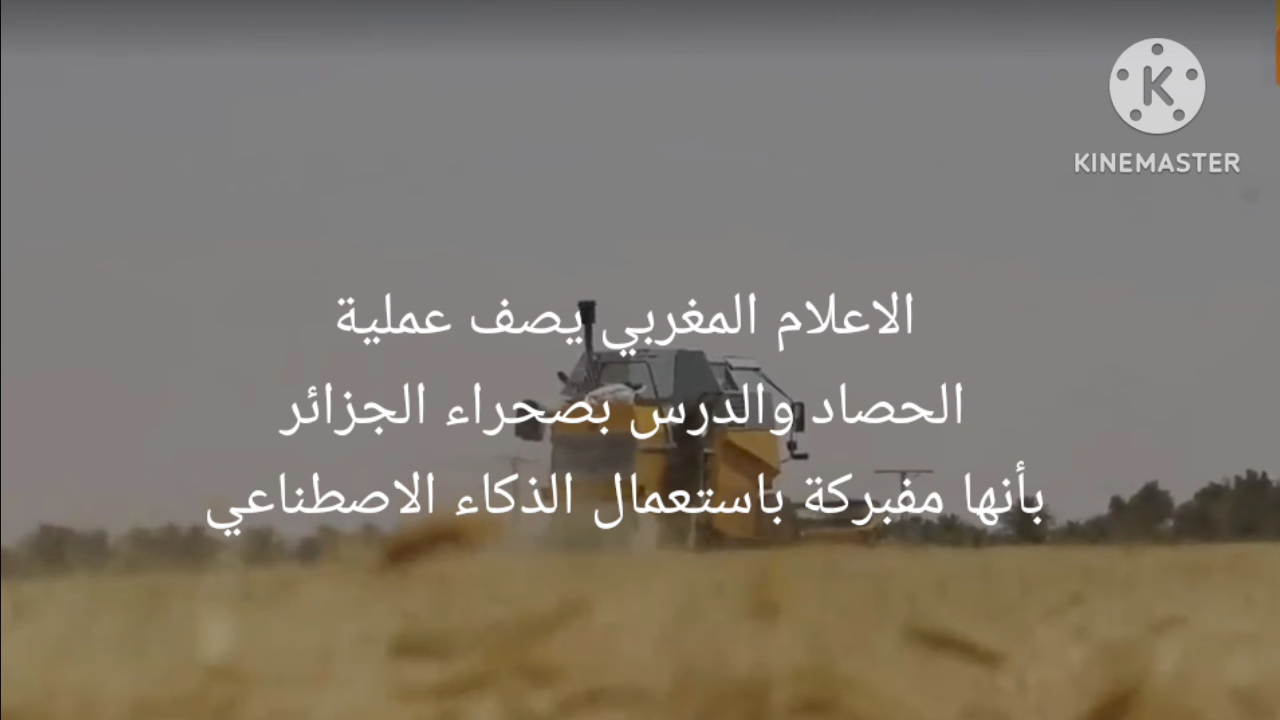 KINEMASTER
الاعلام المغربي يصف عملية
الحصاد والدرس بصحراء الجزائر
بأنها مفبركة باستعمال الذكاء الاصطناعي